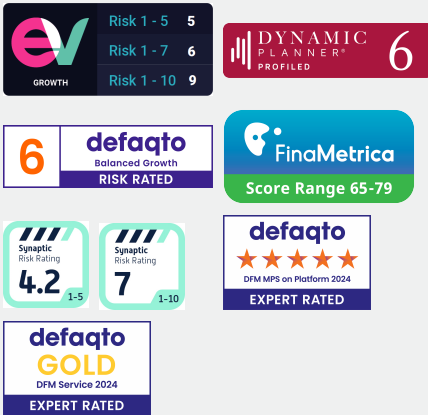 ev
GROWTH
Risk 1 - 5 5
Risk 1 - 7 6
Risk 1 - 10 9
DYNAMIC
PLANNER®
PROFILED
6
6
defaqto
Balanced Growth
RISK RATED
FinaMetrica
Score Range 65-79
Synaptic
Risk Rating
4.2
1-5
Synaptic
Risk Rating
7
1-10
defaqto
DFM MPS on Platform 2024
EXPERT RATED
defaqto
GOLD
DFM Service 2024
EXPERT RATED